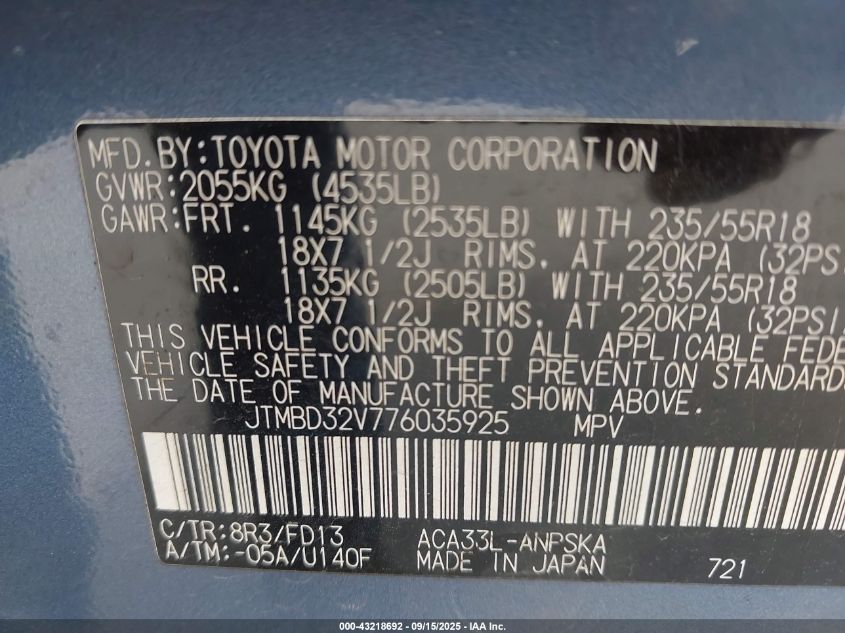 MFD.BY:TOYOTA MOTOR CORPORATION
GVWR:2055KG (4535LB)
GAWR:FRT. 1145KG (2535LB) WITH 235/55R18
18X7 1/2J RIMS. AT 220KPA (32PSI
RR. 1135KG (2505LB) WITH 235/55R18
18X7 1/2J RIMS. AT 220KPA (32PSI.
THIS VEHICLE CONFORMS TO ALL APPLICABLE FEDE
VEHICLE SAFETY AND THEFT PREVENTION STANDARDS
THE DATE OF MANUFACTURE SHOWN ABOVE.
JTMBD32V776035925 MPV
C/TR:8R3/FD13 ACA33L-ANPSKA
A/TM:-05A/U140F MADE IN JAPAN 721
000-43218692 - 09/15/2025 - IAA Inc.